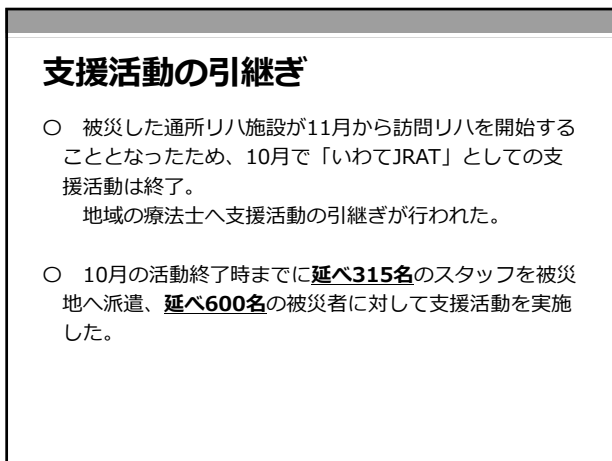 支援活動の引継ぎ
〇　被災した通所リハ施設が11月から訪問リハを開始する
こととなったため、10月で「いわてJRAT」としての支
援活動は終了。
地域の療法士へ支援活動の引継ぎが行われた。
〇　10月の活動終了時までに延べ315名のスタッフを被災
地へ派遣、延べ600名の被災者に対して支援活動を実施
した。